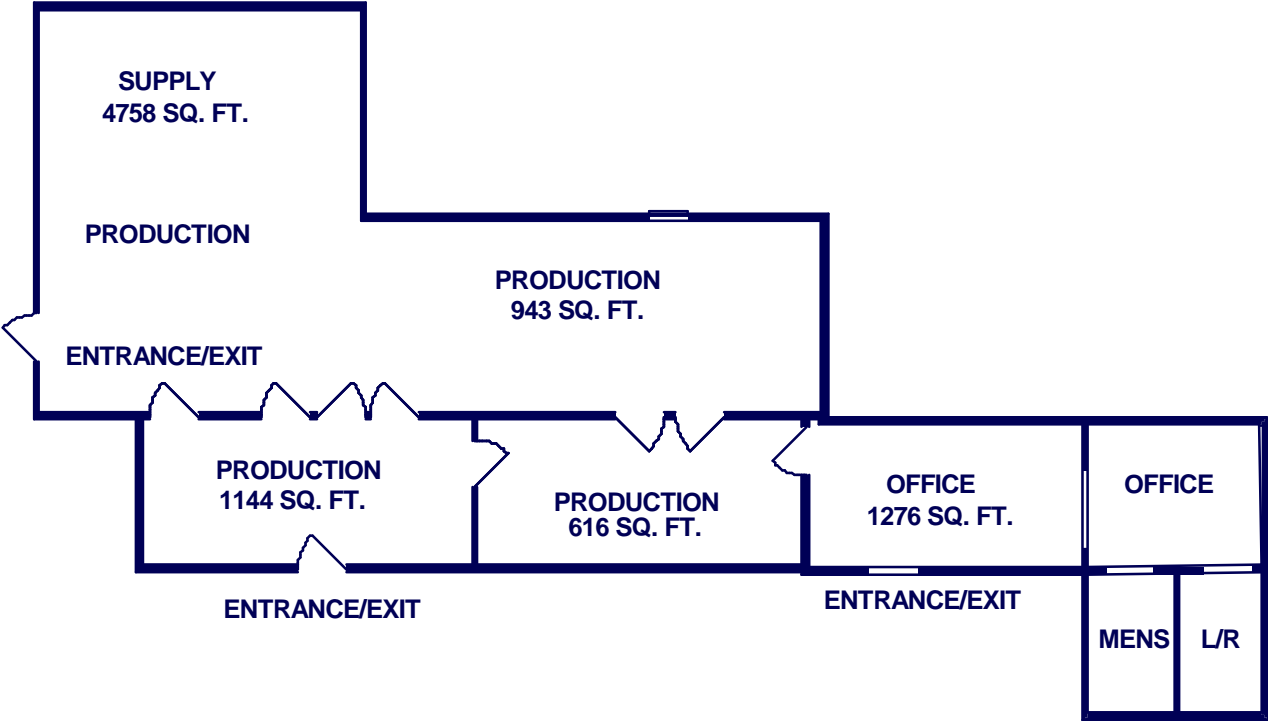 SUPPLY
4758 SQ. FT.
PRODUCTION
PRODUCTION
943 SQ. FT.
ENTRANCE/EXIT
PRODUCTION
1144 SQ. FT.
PRODUCTION
616 SQ. FT.
OFFICE
1276 SQ. FT.
OFFICE
ENTRANCE/EXIT
ENTRANCE/EXIT
MENS
L/R